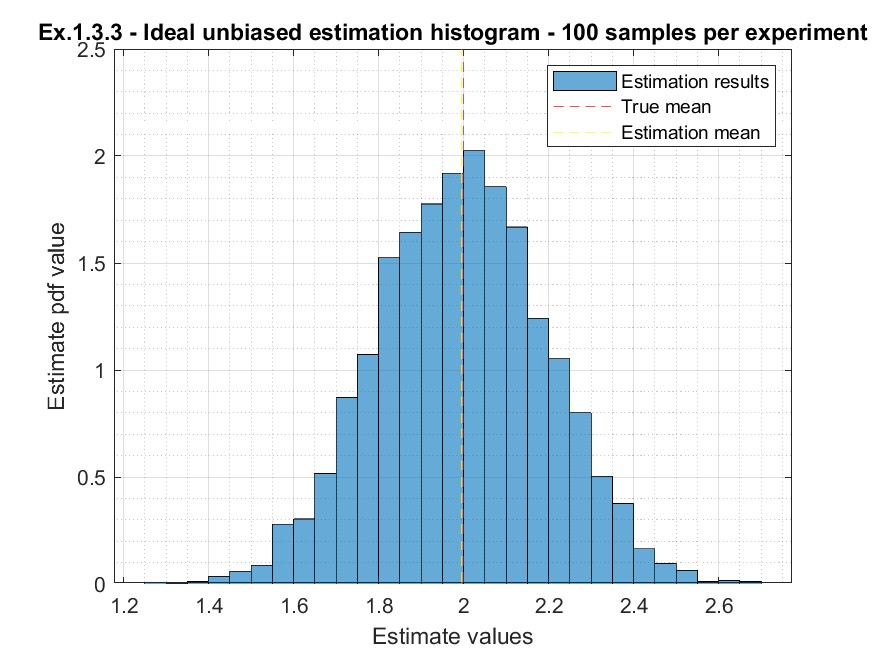 Ex.1.3.3 - Ideal unbiased estimation histogram - 100 samples per experiment
2.5
2
1.5
1
0.5
0
Estimate pdf value
Estimation results
True mean
Estimation mean
1.2 1.4 1.6 1.8 2 2.2 2.4 2.6
Estimate values